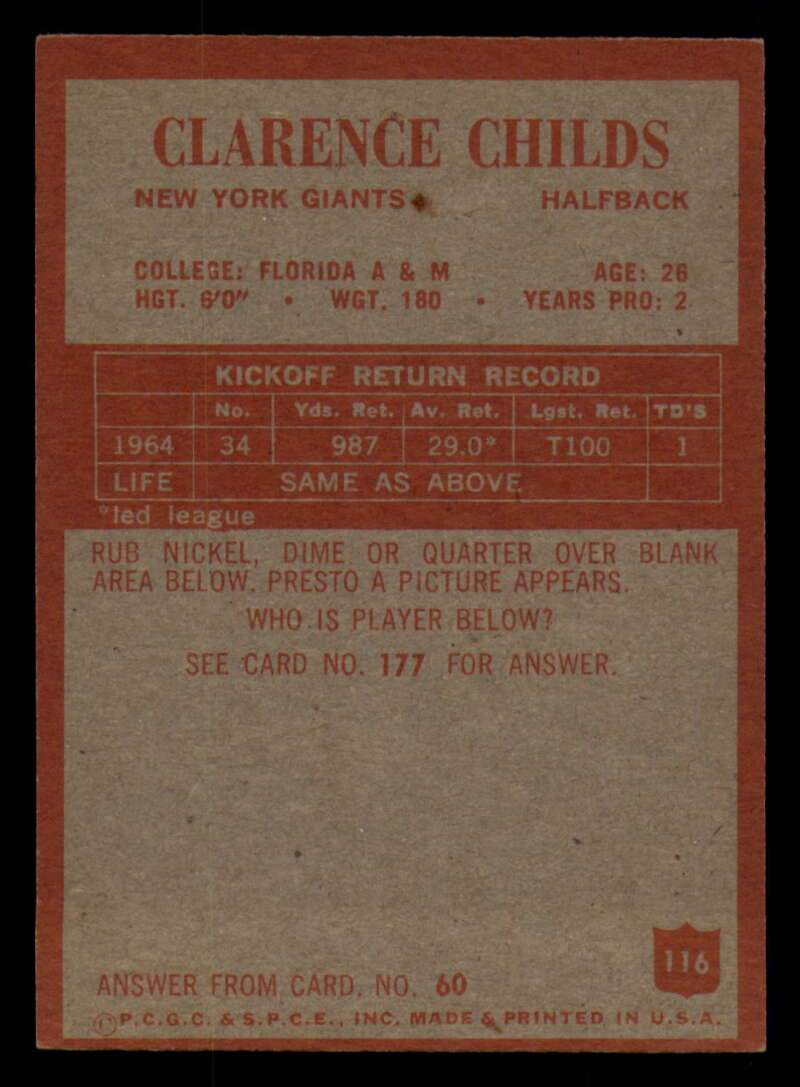 CLARENCE CHILDS
NEW YORK GIANTS HALFBACK
COLLEGE: FLORIDA A & M AGE: 26
HGT. 6'0" • WGT. 180 • YEARS PRO: 2
KICKOFF RETURN RECORD
No. Yds. Ret. Av. Ret. Lgst. Ret. TD'S
1964 34 987 29.0* T100 1
LIFE SAME AS ABOVE
*led league
RUB NICKEL, DIME OR QUARTER OVER BLANK
AREA BELOW. PRESTO A PICTURE APPEARS.
WHO IS PLAYER BELOW?
SEE CARD NO. 177 FOR ANSWER.
116
ANSWER FROM CARD. NO. 60
©P.C.G.C. & S.P.C.E., INC. MADE & PRINTED IN U.S.A.